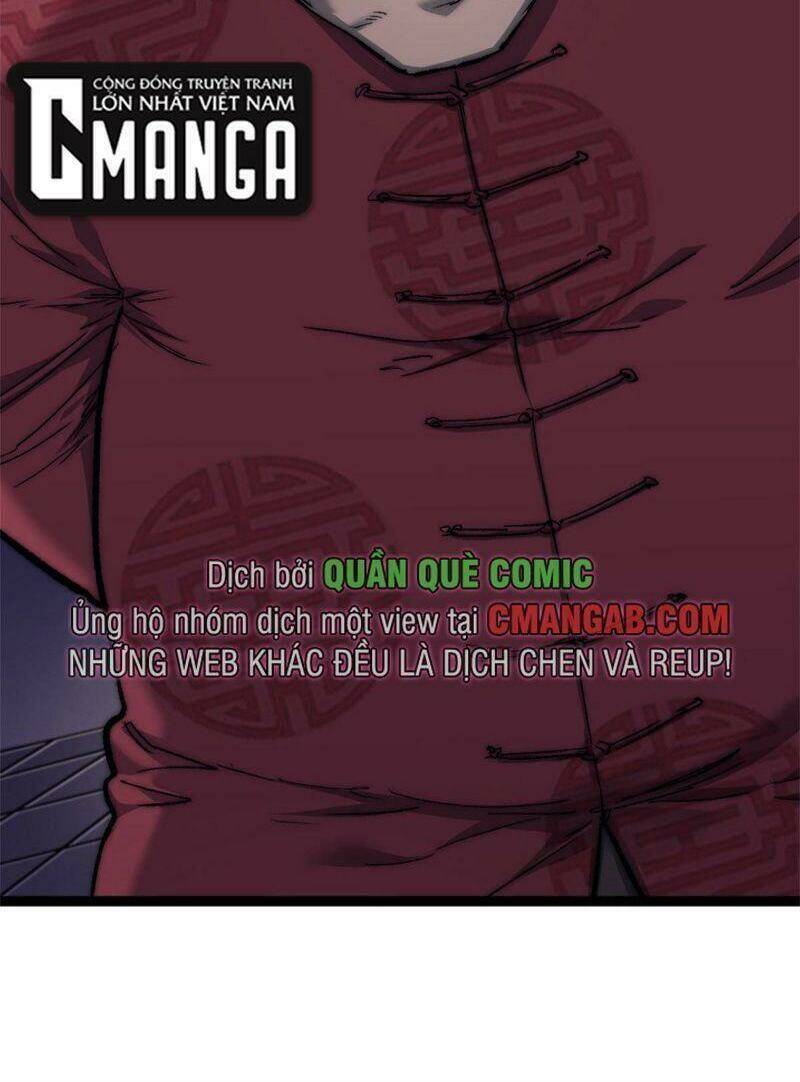 CỘNG ĐỒNG TRUYỆN TRANH
LỚN NHẤT VIỆT NAM
CMANGA
Dịch bởi QUẦN QUÈ COMIC
Ủng hộ nhóm dịch một view tại CMANGAB.COM
NHỮNG WEB KHÁC ĐỀU LÀ DỊCH CHEN VÀ REUP!